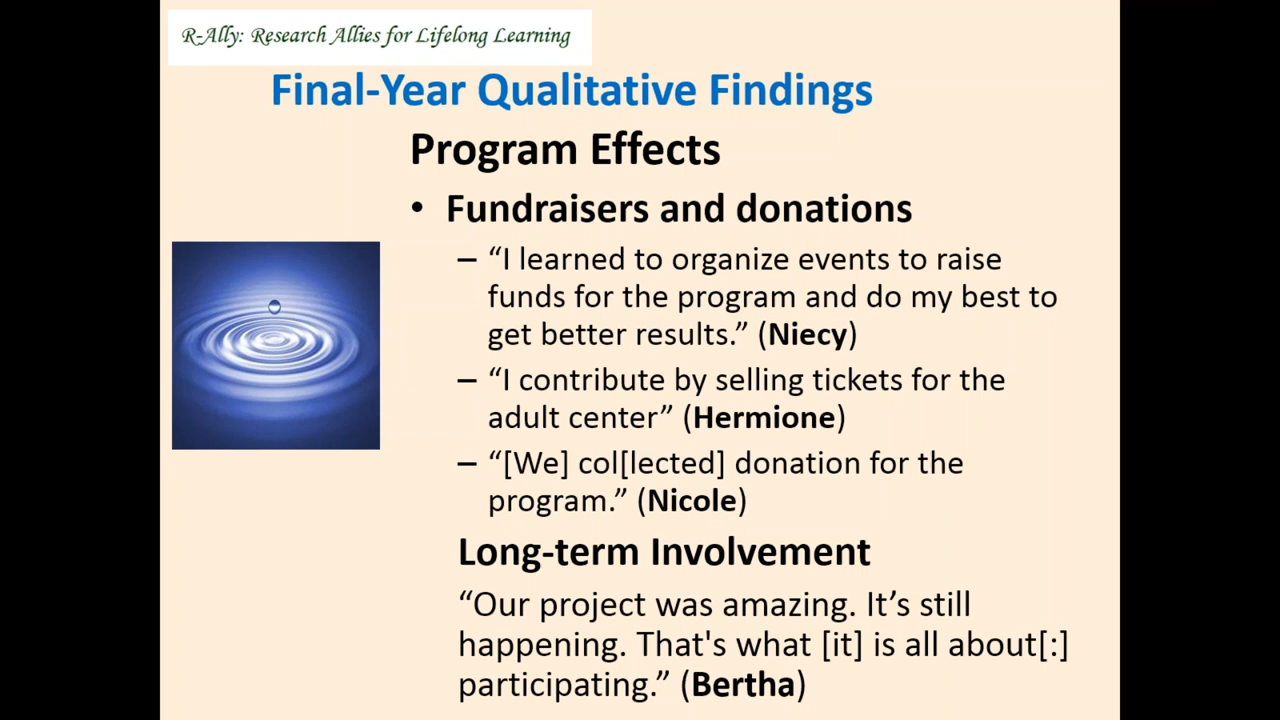 R-Ally: Research Allies for Lifelong Learning
Final-Year Qualitative Findings
Program Effects
• Fundraisers and donations
– “I learned to organize events to raise
funds for the program and do my best to
get better results.” (Niecy)
– “I contribute by selling tickets for the
adult center” (Hermione)
– “[We] col[lected] donation for the
program.” (Nicole)
Long-term Involvement
“Our project was amazing. It’s still
happening. That's what [it] is all about[:]
participating.” (Bertha)